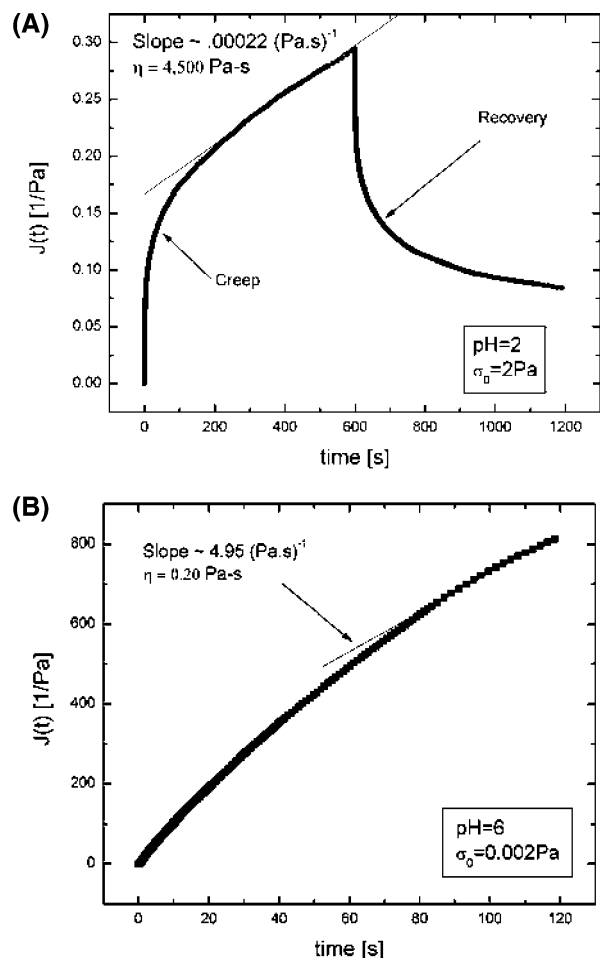 (A)
Slope ~ .00022 (Pa.s)⁻¹
η = 4,500 Pa-s
Recovery
Creep
pH=2
σ₀=2Pa
J(t) [1/Pa]
0.30
0.25
0.20
0.15
0.10
0.05
0.00
0 200 400 600 800 1000 1200
time [s]
(B)
Slope ~ 4.95 (Pa.s)⁻¹
η = 0.20 Pa-s
pH=6
σ₀=0.002Pa
J(t) [1/Pa]
800
600
400
200
0
0 20 40 60 80 100 120
time [s]